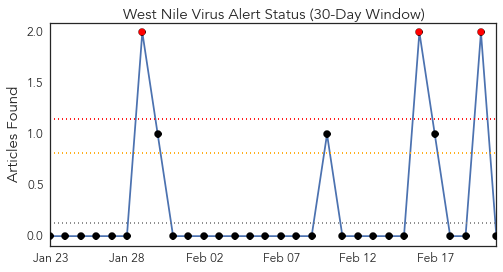 West Nile Virus Alert Status (30-Day Window)
Articles Found
2.0
1.5
1.0
0.5
0.0
Jan 23 Jan 28 Feb 02 Feb 07 Feb 12 Feb 17